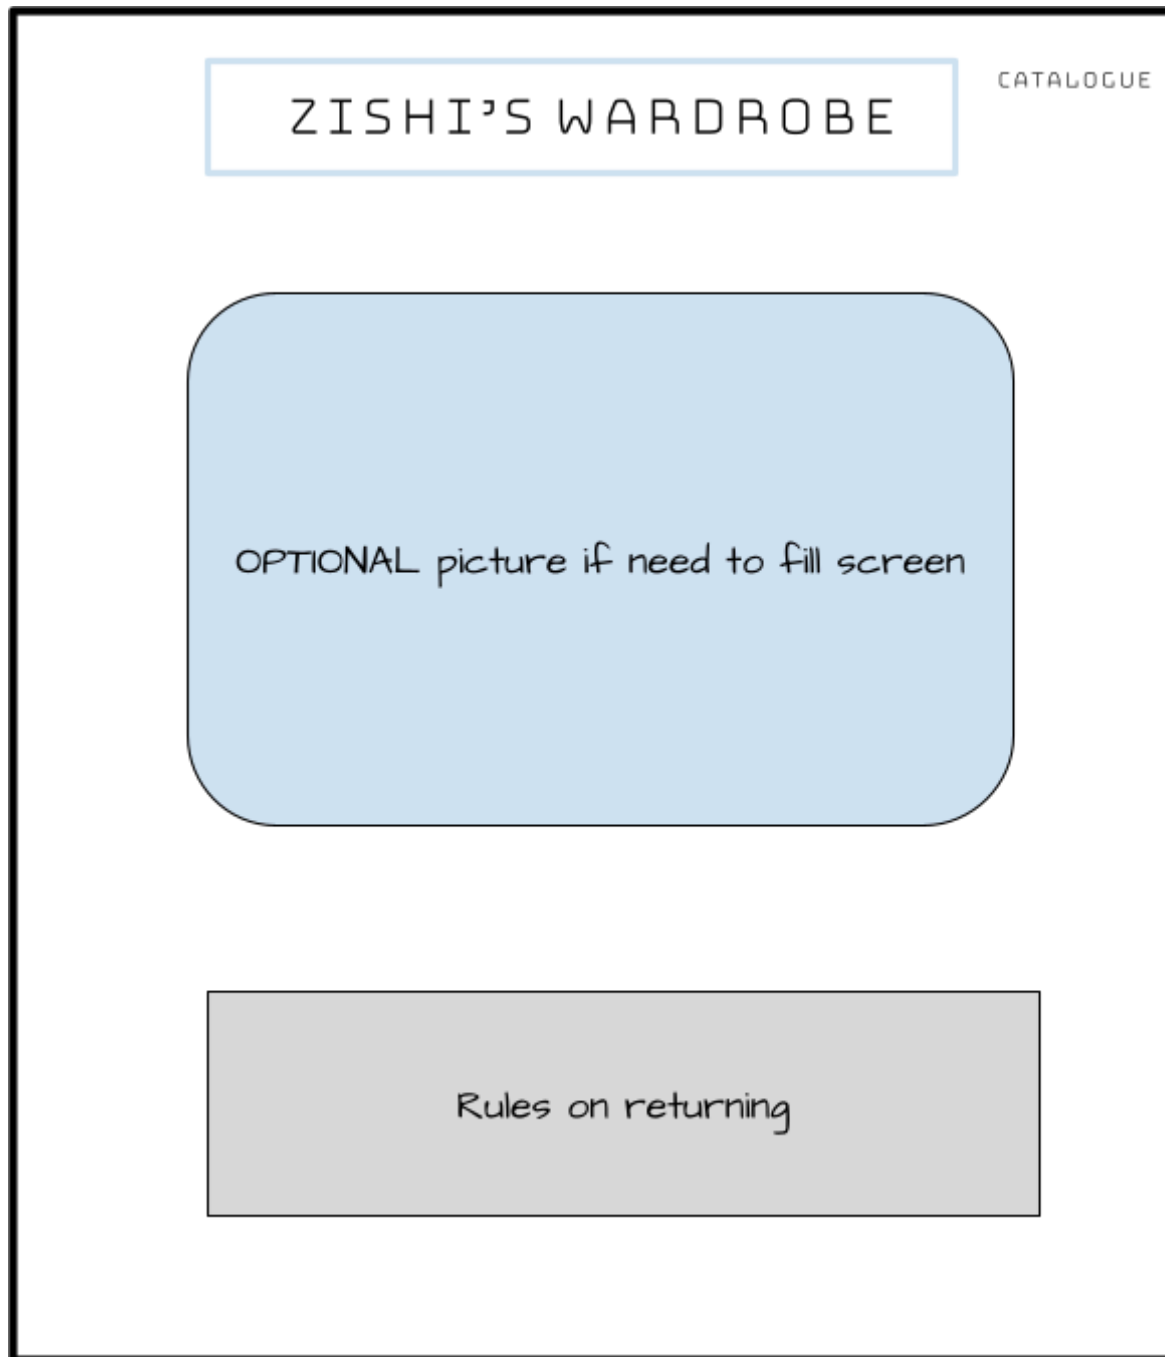 ZISHI'S WARDROBE
CATALOGUE
OPTIONAL picture if need to fill screen
Rules on returning